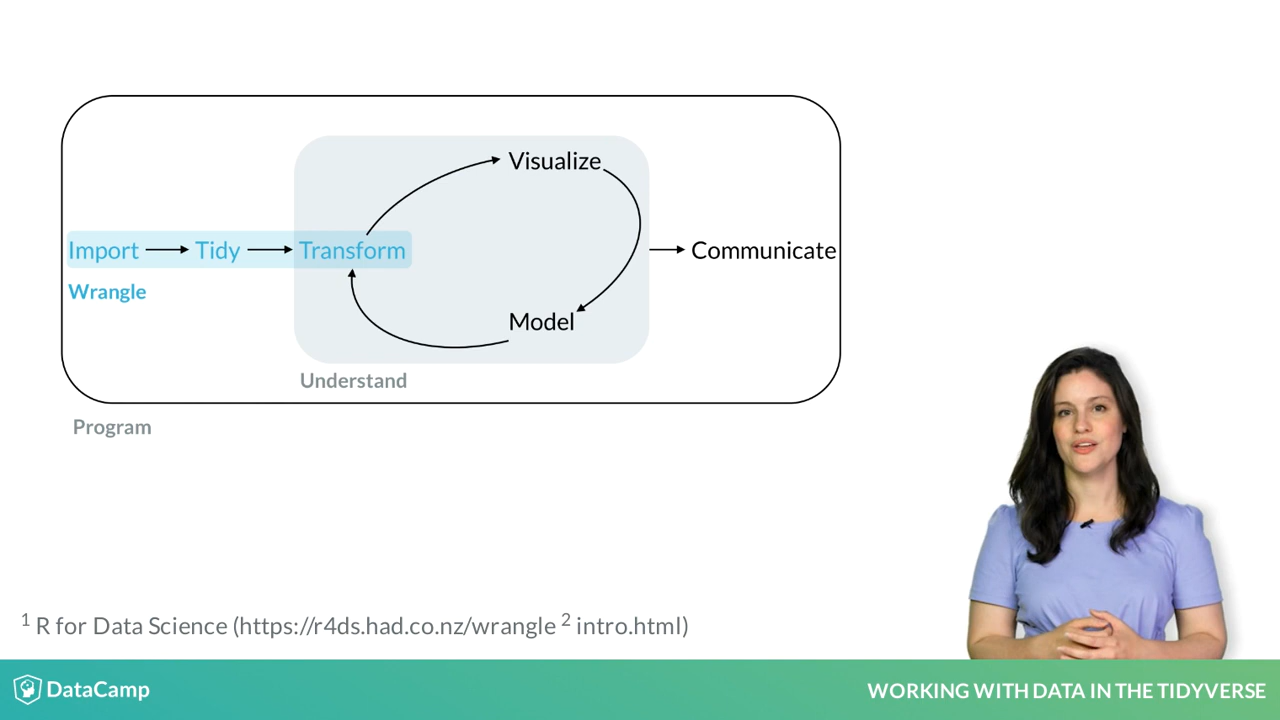 Visualize
Import
Tidy
Transform
Communicate
Wrangle
Model
Understand
Program
1 R for Data Science (https://r4ds.had.co.nz/wrangle 2 intro.html)
DataCamp
WORKING WITH DATA IN THE TIDYVERSE